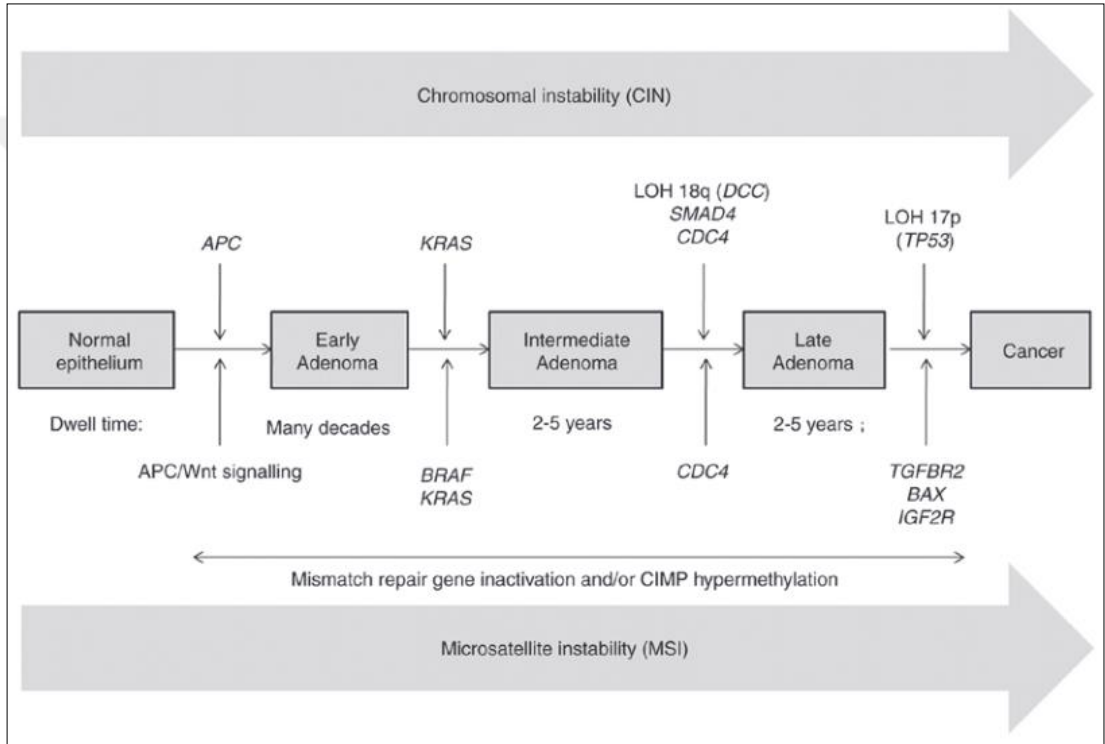 Chromosomal instability (CIN)
LOH 18q (DCC)
SMAD4
CDC4
LOH 17p
(TP53)
APC
KRAS
Normal
epithelium
Early
Adenoma
Intermediate
Adenoma
Late
Adenoma
Cancer
Dwell time:
Many decades
2-5 years
2-5 years ;
APC/Wnt signalling
BRAF
KRAS
CDC4
TGFBR2
BAX
IGF2R
Mismatch repair gene inactivation and/or CIMP hypermethylation
Microsatellite instability (MSI)